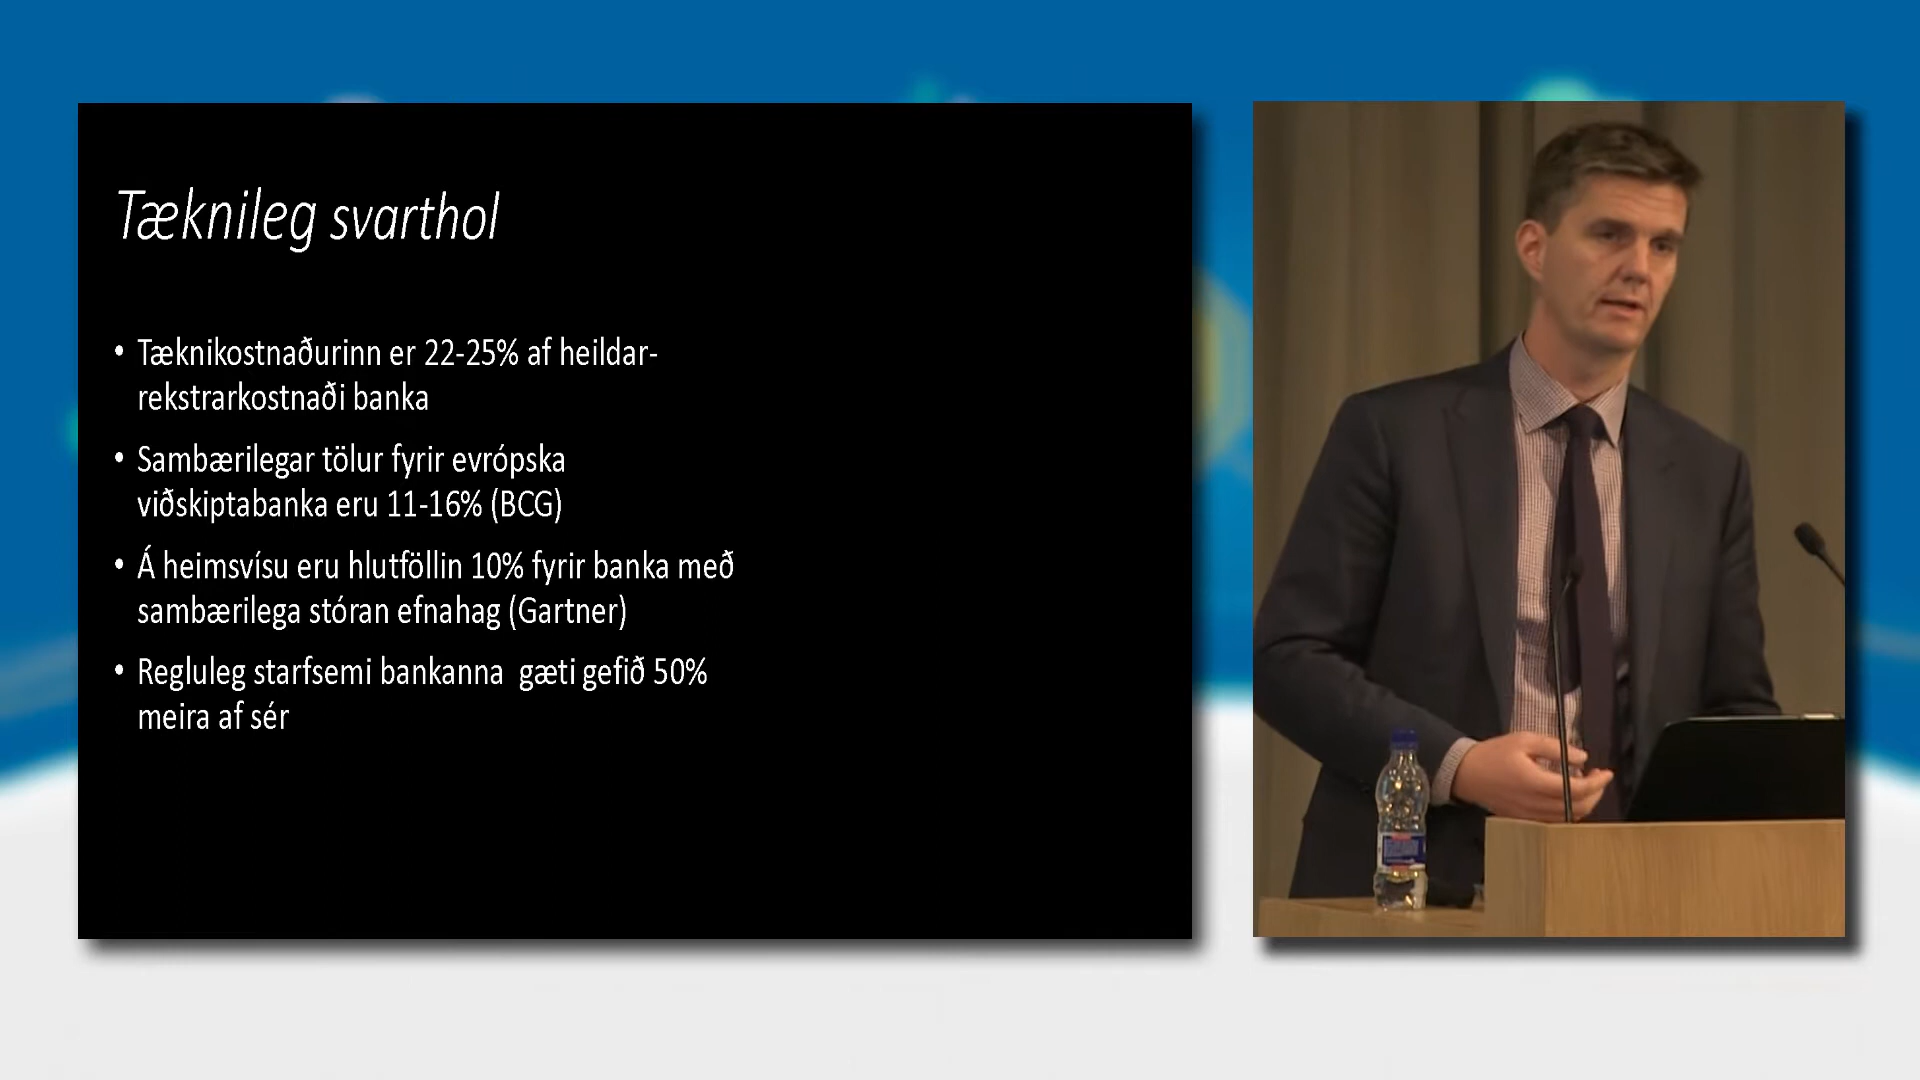 Tæknileg svarthol
• Tæknikostnaðurinn er 22-25% af heildar-
rekstrarkostnaði banka
• Sambærilegar tölur fyrir evrópska
viðskiptabanka eru 11-16% (BCG)
• Á heimsvísu eru hlutföllin 10% fyrir banka með
sambærilega stóran efnahag (Gartner)
• Regluleg starfsemi bankanna  gæti gefið 50%
meira af sér